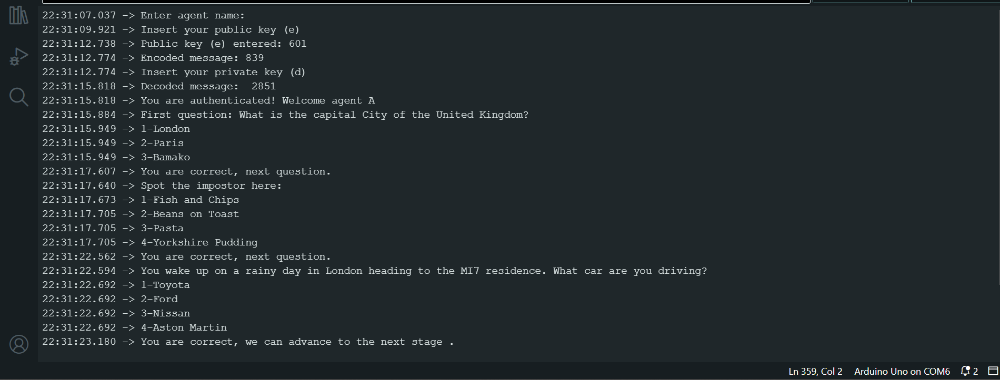 22:31:07.037 -> Enter agent name:
22:31:09.921 -> Insert your public key (e)
22:31:12.738 -> Public key (e) entered: 601
22:31:12.774 -> Encoded message: 839
22:31:12.774 -> Insert your private key (d)
22:31:15.818 -> Decoded message:  2851
22:31:15.818 -> You are authenticated! Welcome agent A
22:31:15.884 -> First question: What is the capital City of the United Kingdom?
22:31:15.949 -> 1-London
22:31:15.949 -> 2-Paris
22:31:15.949 -> 3-Bamako
22:31:17.607 -> You are correct, next question.
22:31:17.640 -> Spot the impostor here:
22:31:17.673 -> 1-Fish and Chips
22:31:17.705 -> 2-Beans on Toast
22:31:17.705 -> 3-Pasta
22:31:17.705 -> 4-Yorkshire Pudding
22:31:22.562 -> You are correct, next question.
22:31:22.594 -> You wake up on a rainy day in London heading to the MI7 residence. What car are you driving?
22:31:22.692 -> 1-Toyota
22:31:22.692 -> 2-Ford
22:31:22.692 -> 3-Nissan
22:31:22.692 -> 4-Aston Martin
22:31:23.180 -> You are correct, we can advance to the next stage .
Ln 359, Col 2 Arduino Uno on COM6 2